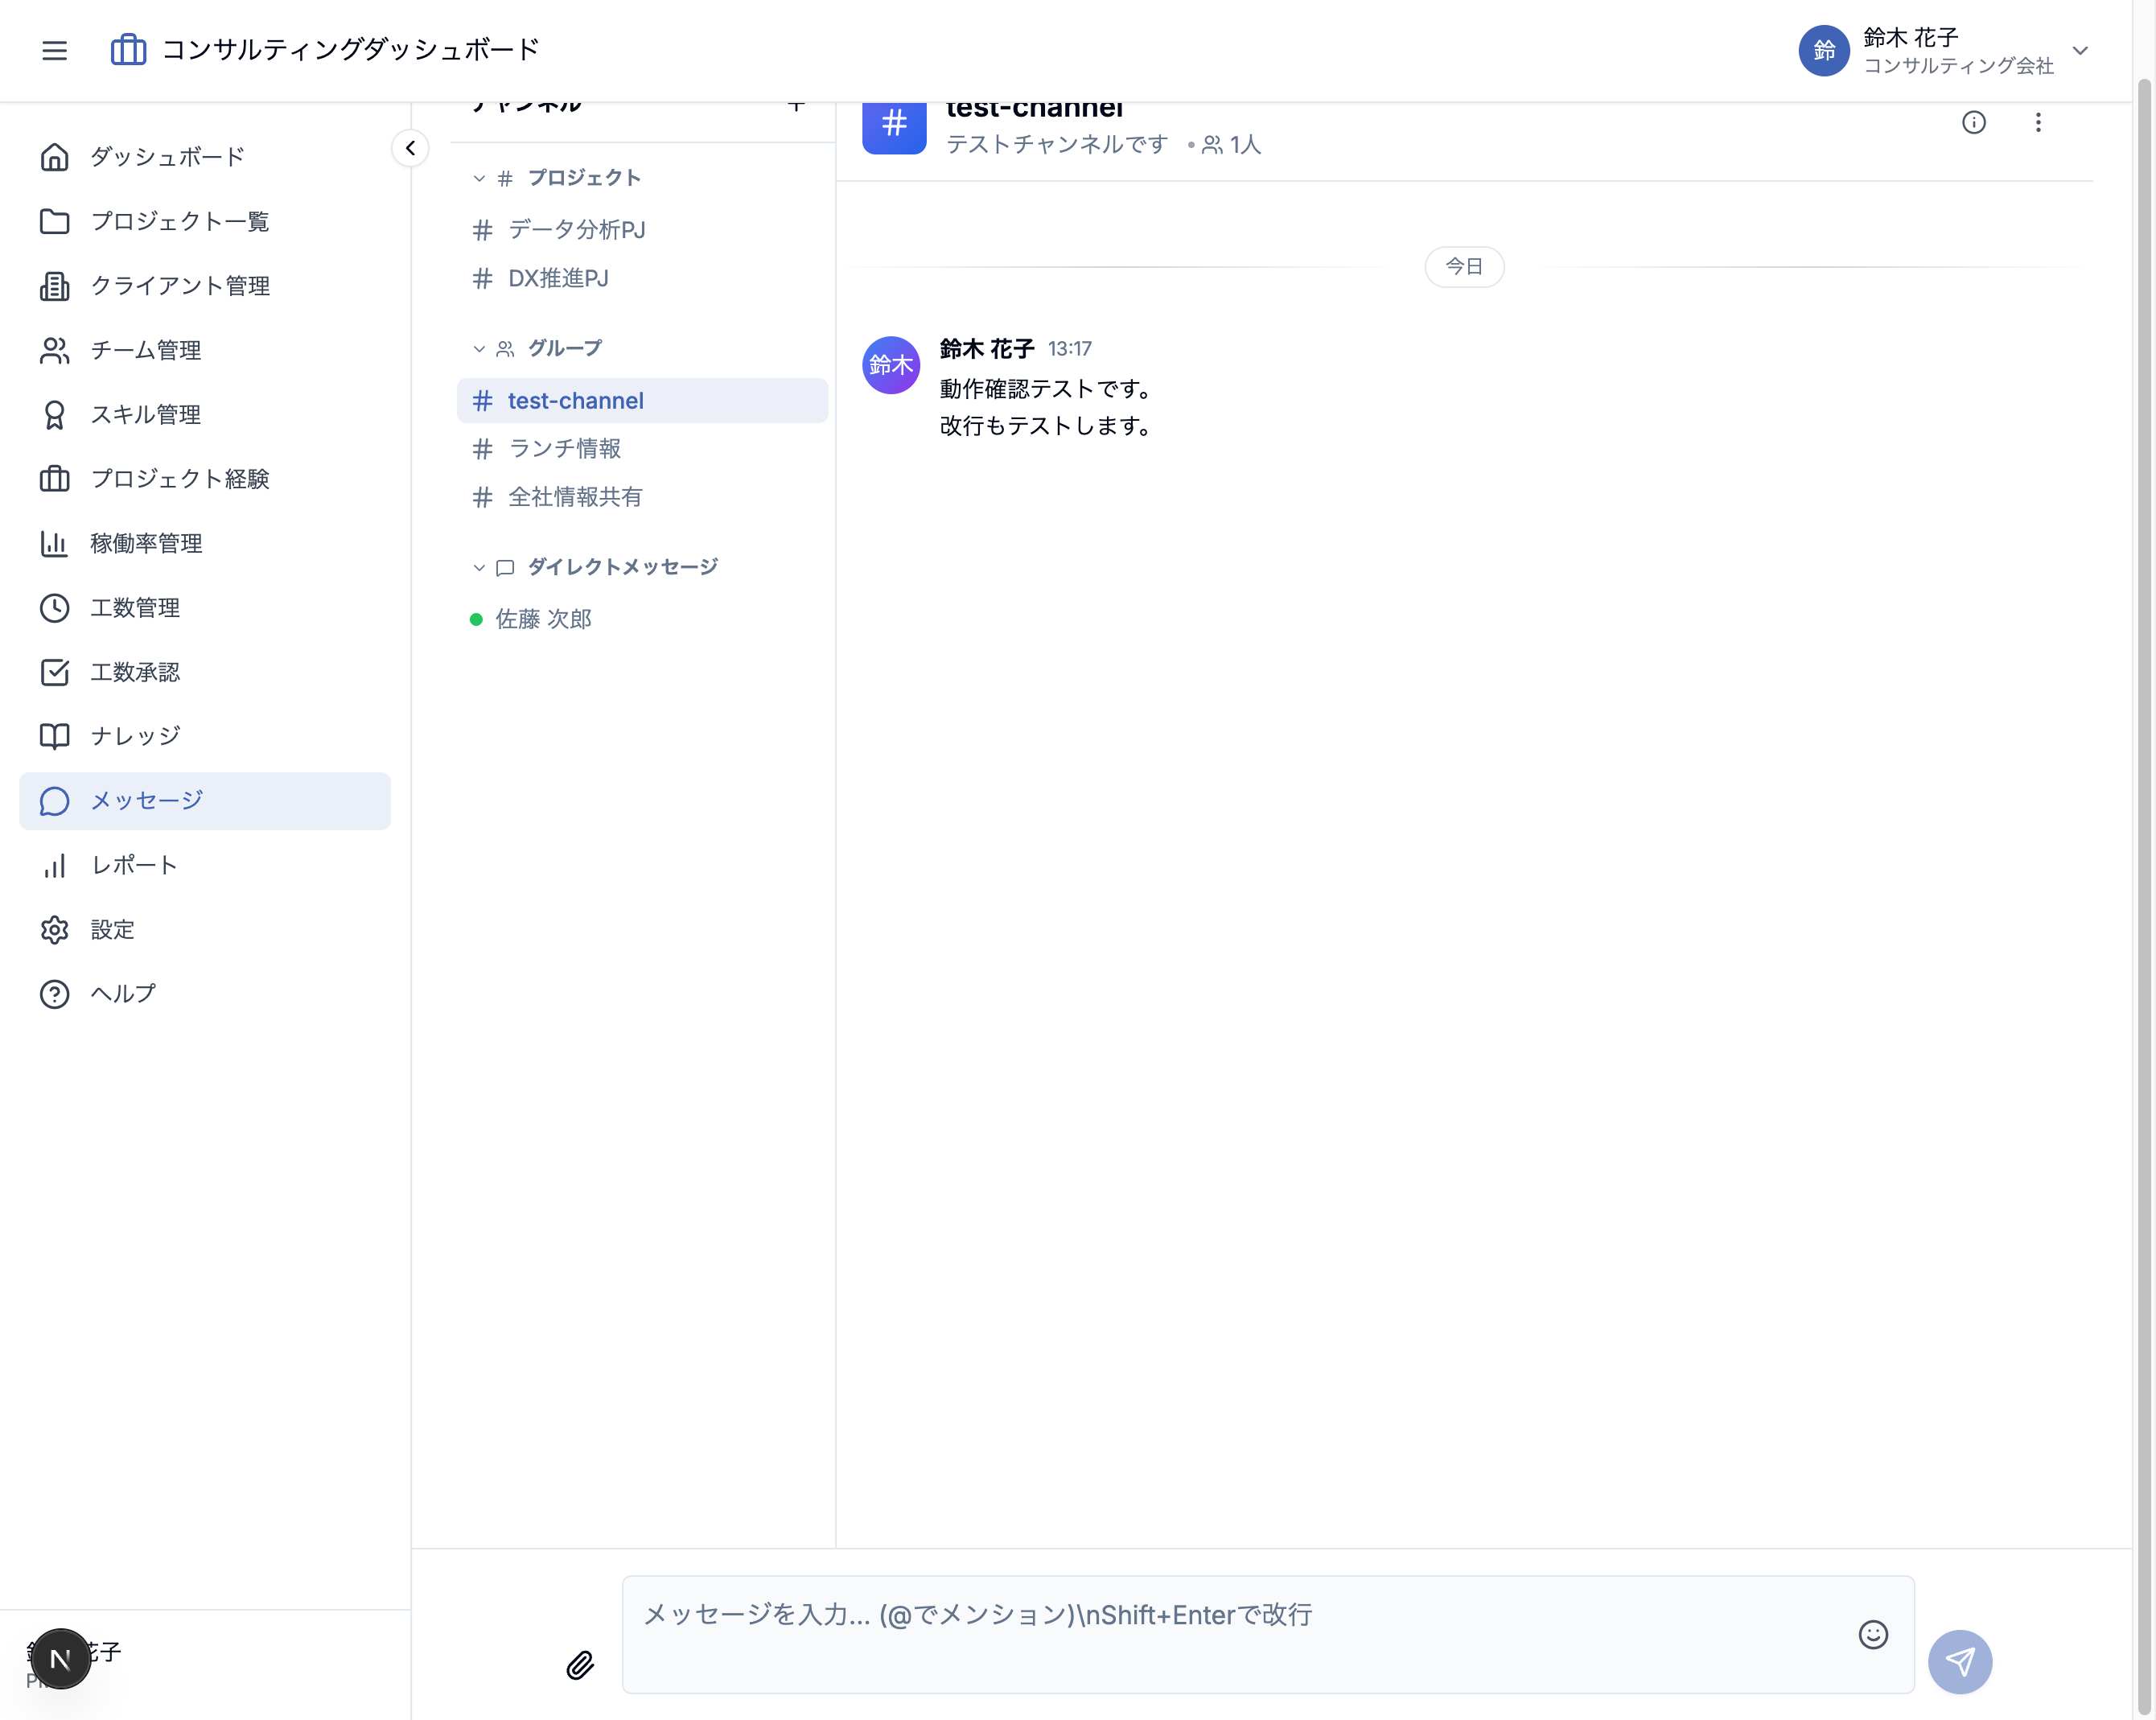 コンサルティングダッシュボード
鈴
鈴木 花子
コンサルティング会社
ダッシュボード
プロジェクト一覧
クライアント管理
チーム管理
スキル管理
プロジェクト経験
稼働率管理
工数管理
工数承認
ナレッジ
メッセージ
レポート
設定
ヘルプ
花子
N
チャンネル
# プロジェクト
# データ分析PJ
# DX推進PJ
グループ
# test-channel
# ランチ情報
# 全社情報共有
ダイレクトメッセージ
佐藤 次郎
#
test-channel
テストチャンネルです • 1人
今日
鈴木
鈴木 花子 13:17
動作確認テストです。
改行もテストします。
メッセージを入力... (@でメンション)\nShift+Enterで改行